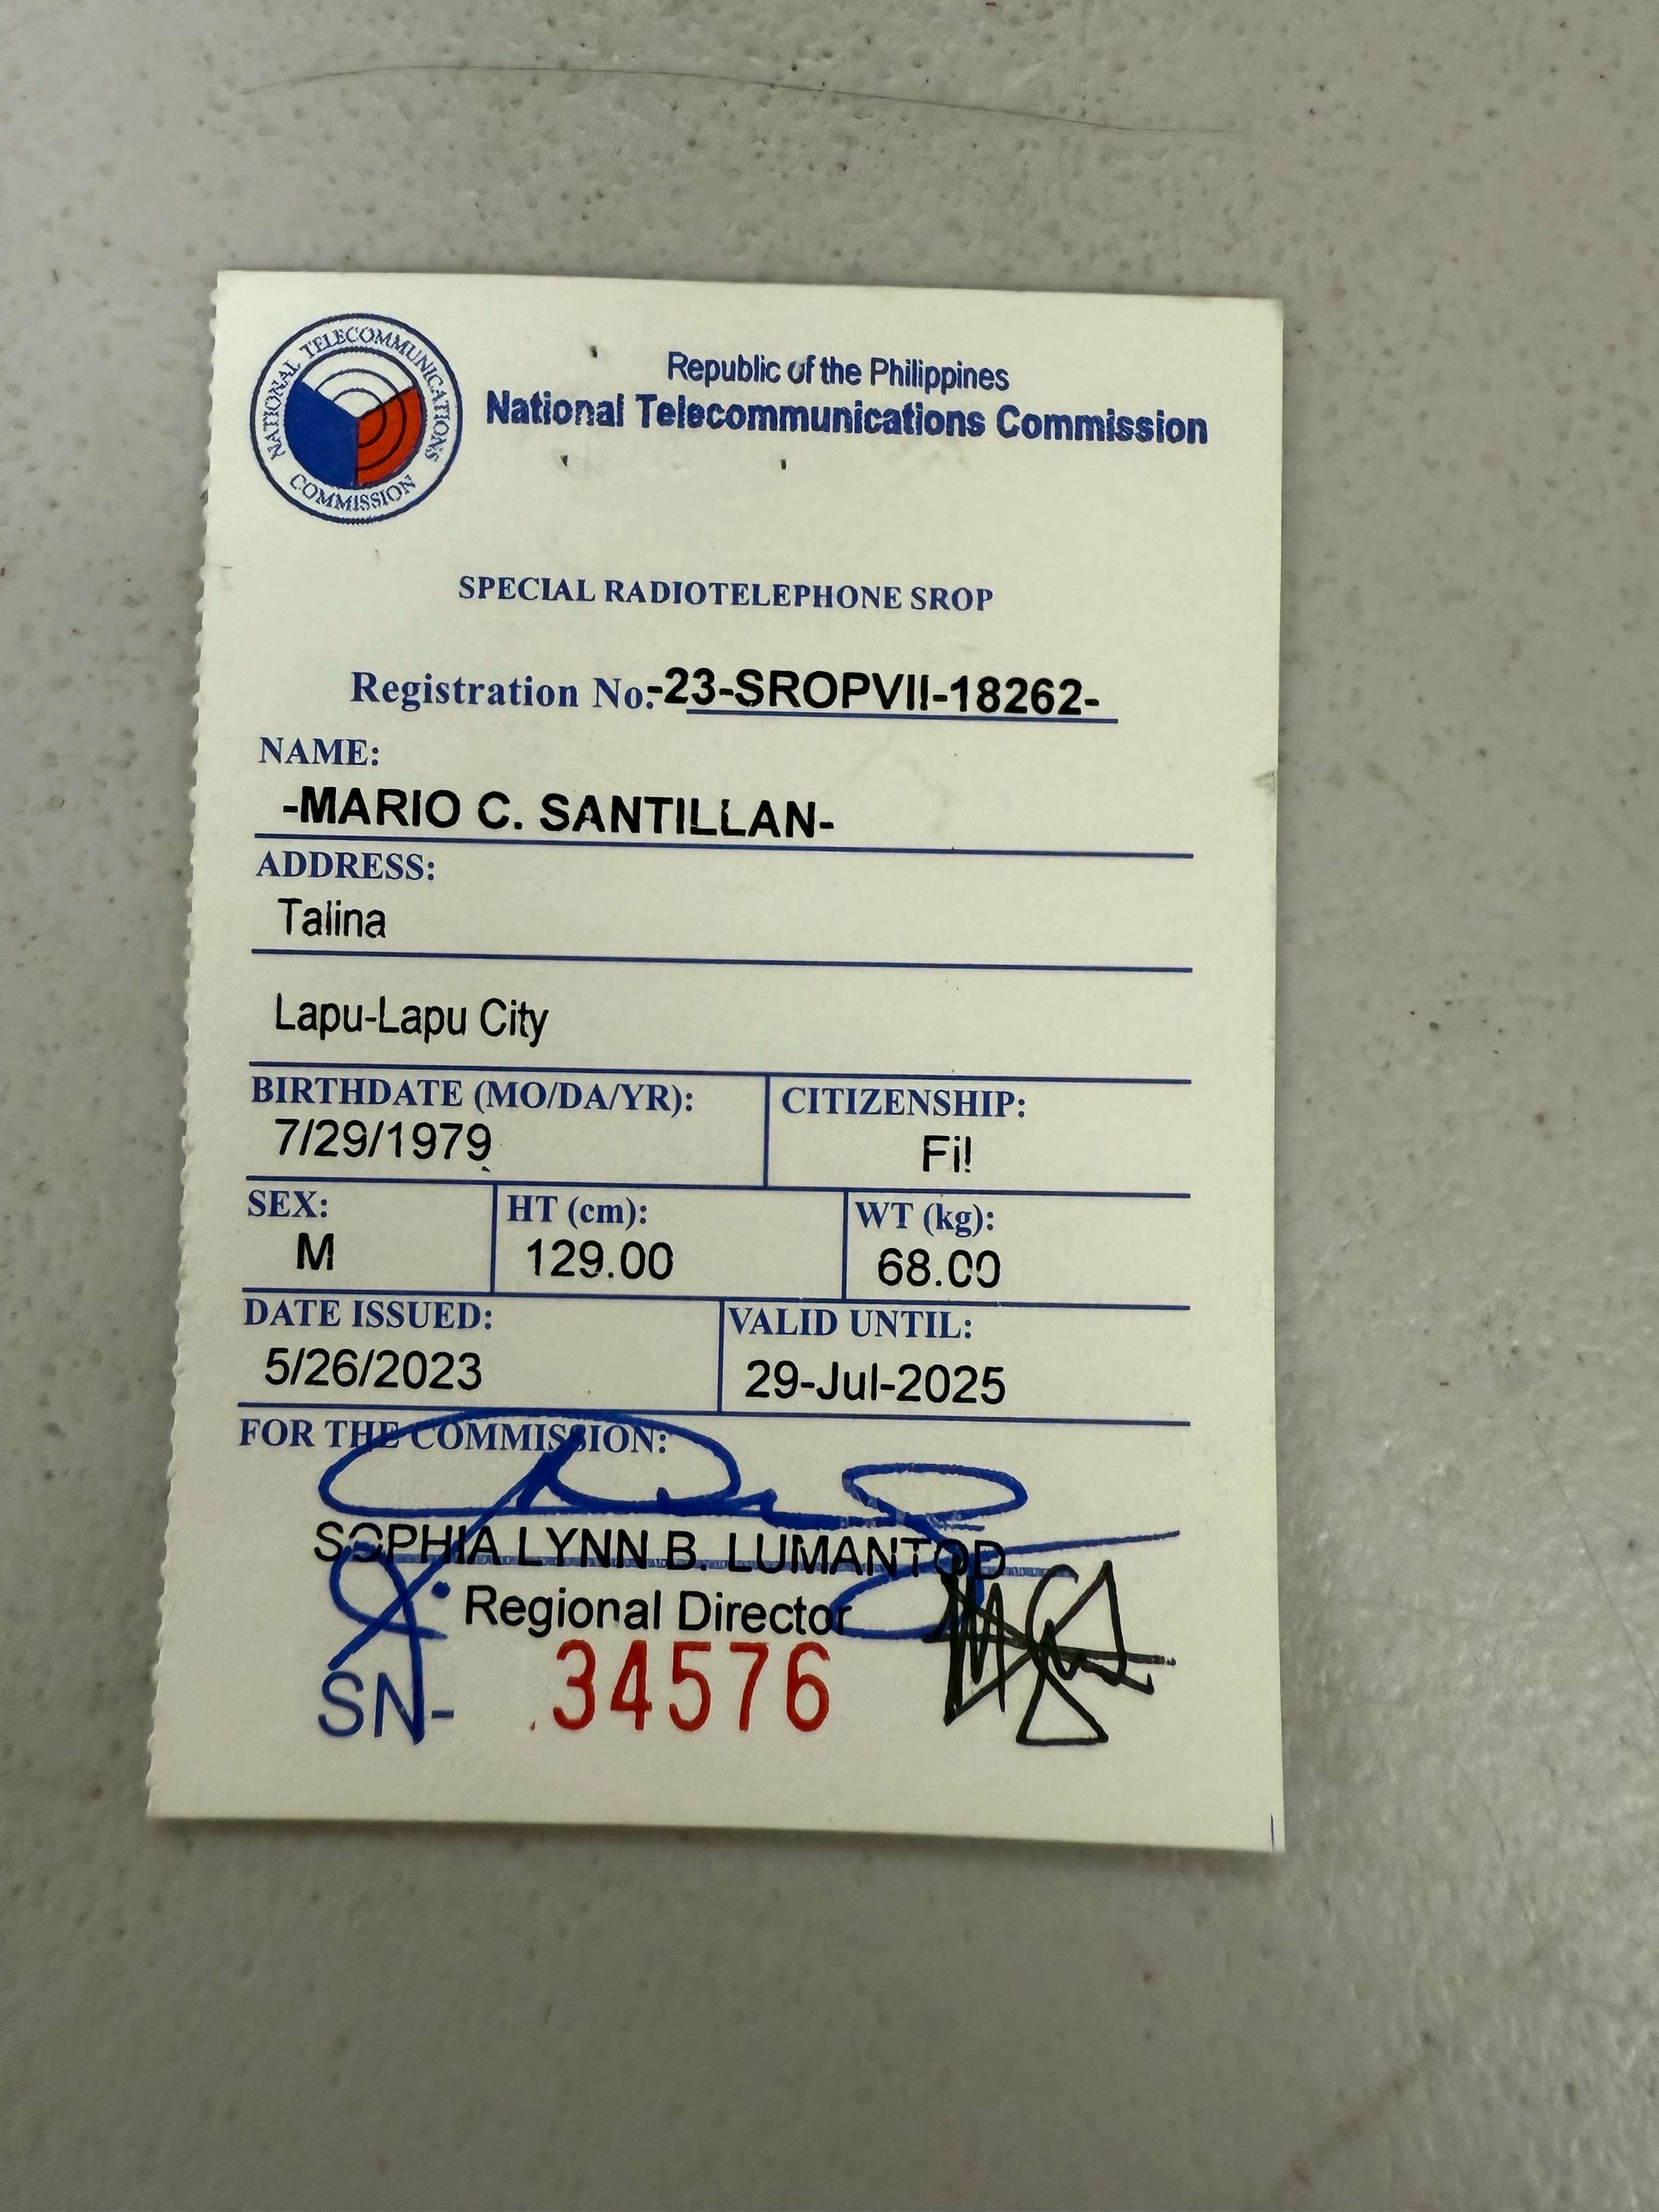 NATIONAL TELECOMMUNICATIONS COMMISSION
Republic of the Philippines
National Telecommunications Commission
SPECIAL RADIOTELEPHONE SROP
Registration No.:-23-SROPVII-18262-
NAME:
-MARIO C. SANTILLAN-
ADDRESS:
Talina
Lapu-Lapu City
BIRTHDATE (MO/DA/YR): CITIZENSHIP:
7/29/1979 Fil
SEX: HT (cm): WT (kg):
M 129.00 68.00
DATE ISSUED: VALID UNTIL:
5/26/2023 29-Jul-2025
FOR THE COMMISSION:
SOPHIA LYNN B. LUMANTOD
Regional Director
SN- 34576